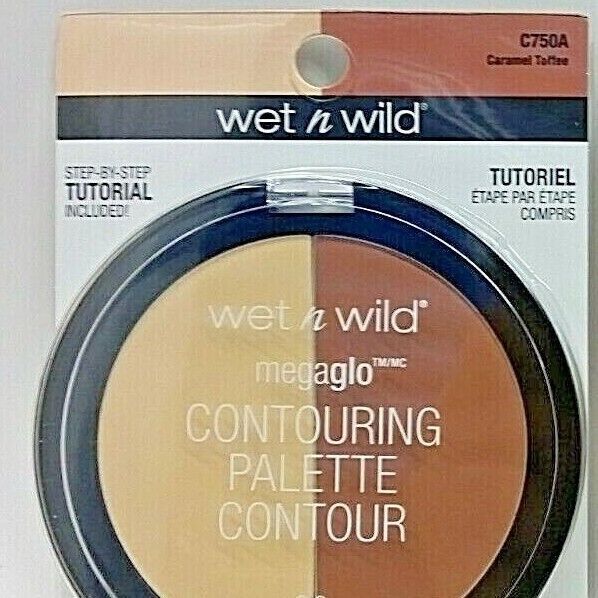 C750A
Caramel Toffee
wet n wild®
STEP-BY-STEP
TUTORIAL
INCLUDED!
TUTORIEL
ÉTAPE PAR ÉTAPE
COMPRIS
wet n wild®
megaglo™/MC
CONTOURING
PALETTE
CONTOUR